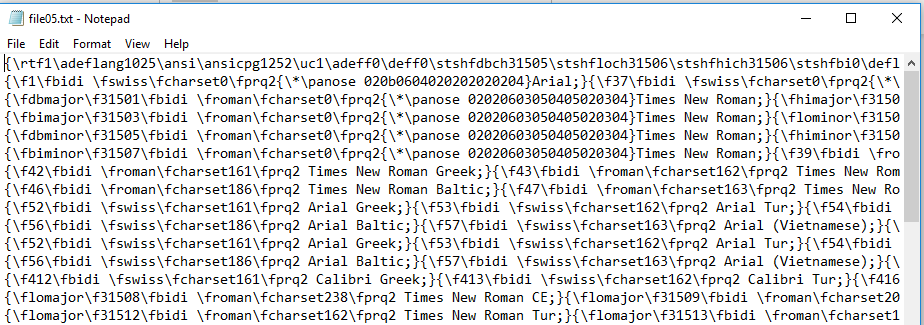 file05.txt - Notepad
File Edit Format View Help
{\rtf1\adeflang1025\ansi\ansicpg1252\uc1\adeff0\deff0\stshfdbch31505\stshfloch31506\stshfhich31506\stshfbi0\defl
{\f1\fbidi \fswiss\fcharset0\fprq2{\*\panose 020b0604020202020204}Arial;}{\f37\fbidi \fswiss\fcharset0\fprq2{\*\
{\fdbmajor\f31501\fbidi \froman\fcharset0\fprq2{\*\panose 02020603050405020304}Times New Roman;}{\fhimajor\f3150
{\fbimajor\f31503\fbidi \froman\fcharset0\fprq2{\*\panose 02020603050405020304}Times New Roman;}{\flominor\f3150
{\fdbminor\f31505\fbidi \froman\fcharset0\fprq2{\*\panose 02020603050405020304}Times New Roman;}{\fhiminor\f3150
{\fbiminor\f31507\fbidi \froman\fcharset0\fprq2{\*\panose 02020603050405020304}Times New Roman;}{\f39\fbidi \fro
{\f42\fbidi \froman\fcharset161\fprq2 Times New Roman Greek;}{\f43\fbidi \froman\fcharset162\fprq2 Times New Rom
{\f46\fbidi \froman\fcharset186\fprq2 Times New Roman Baltic;}{\f47\fbidi \froman\fcharset163\fprq2 Times New Ro
{\f52\fbidi \fswiss\fcharset161\fprq2 Arial Greek;}{\f53\fbidi \fswiss\fcharset162\fprq2 Arial Tur;}{\f54\fbidi
{\f56\fbidi \fswiss\fcharset186\fprq2 Arial Baltic;}{\f57\fbidi \fswiss\fcharset163\fprq2 Arial (Vietnamese);}{\
{\f52\fbidi \fswiss\fcharset161\fprq2 Arial Greek;}{\f53\fbidi \fswiss\fcharset162\fprq2 Arial Tur;}{\f54\fbidi
{\f56\fbidi \fswiss\fcharset186\fprq2 Arial Baltic;}{\f57\fbidi \fswiss\fcharset163\fprq2 Arial (Vietnamese);}{\
{\f412\fbidi \fswiss\fcharset161\fprq2 Calibri Greek;}{\f413\fbidi \fswiss\fcharset162\fprq2 Calibri Tur;}{\f416
{\flomajor\f31508\fbidi \froman\fcharset238\fprq2 Times New Roman CE;}{\flomajor\f31509\fbidi \froman\fcharset20
{\flomajor\f31512\fbidi \froman\fcharset162\fprq2 Times New Roman Tur;}{\flomajor\f31513\fbidi \froman\fcharset1